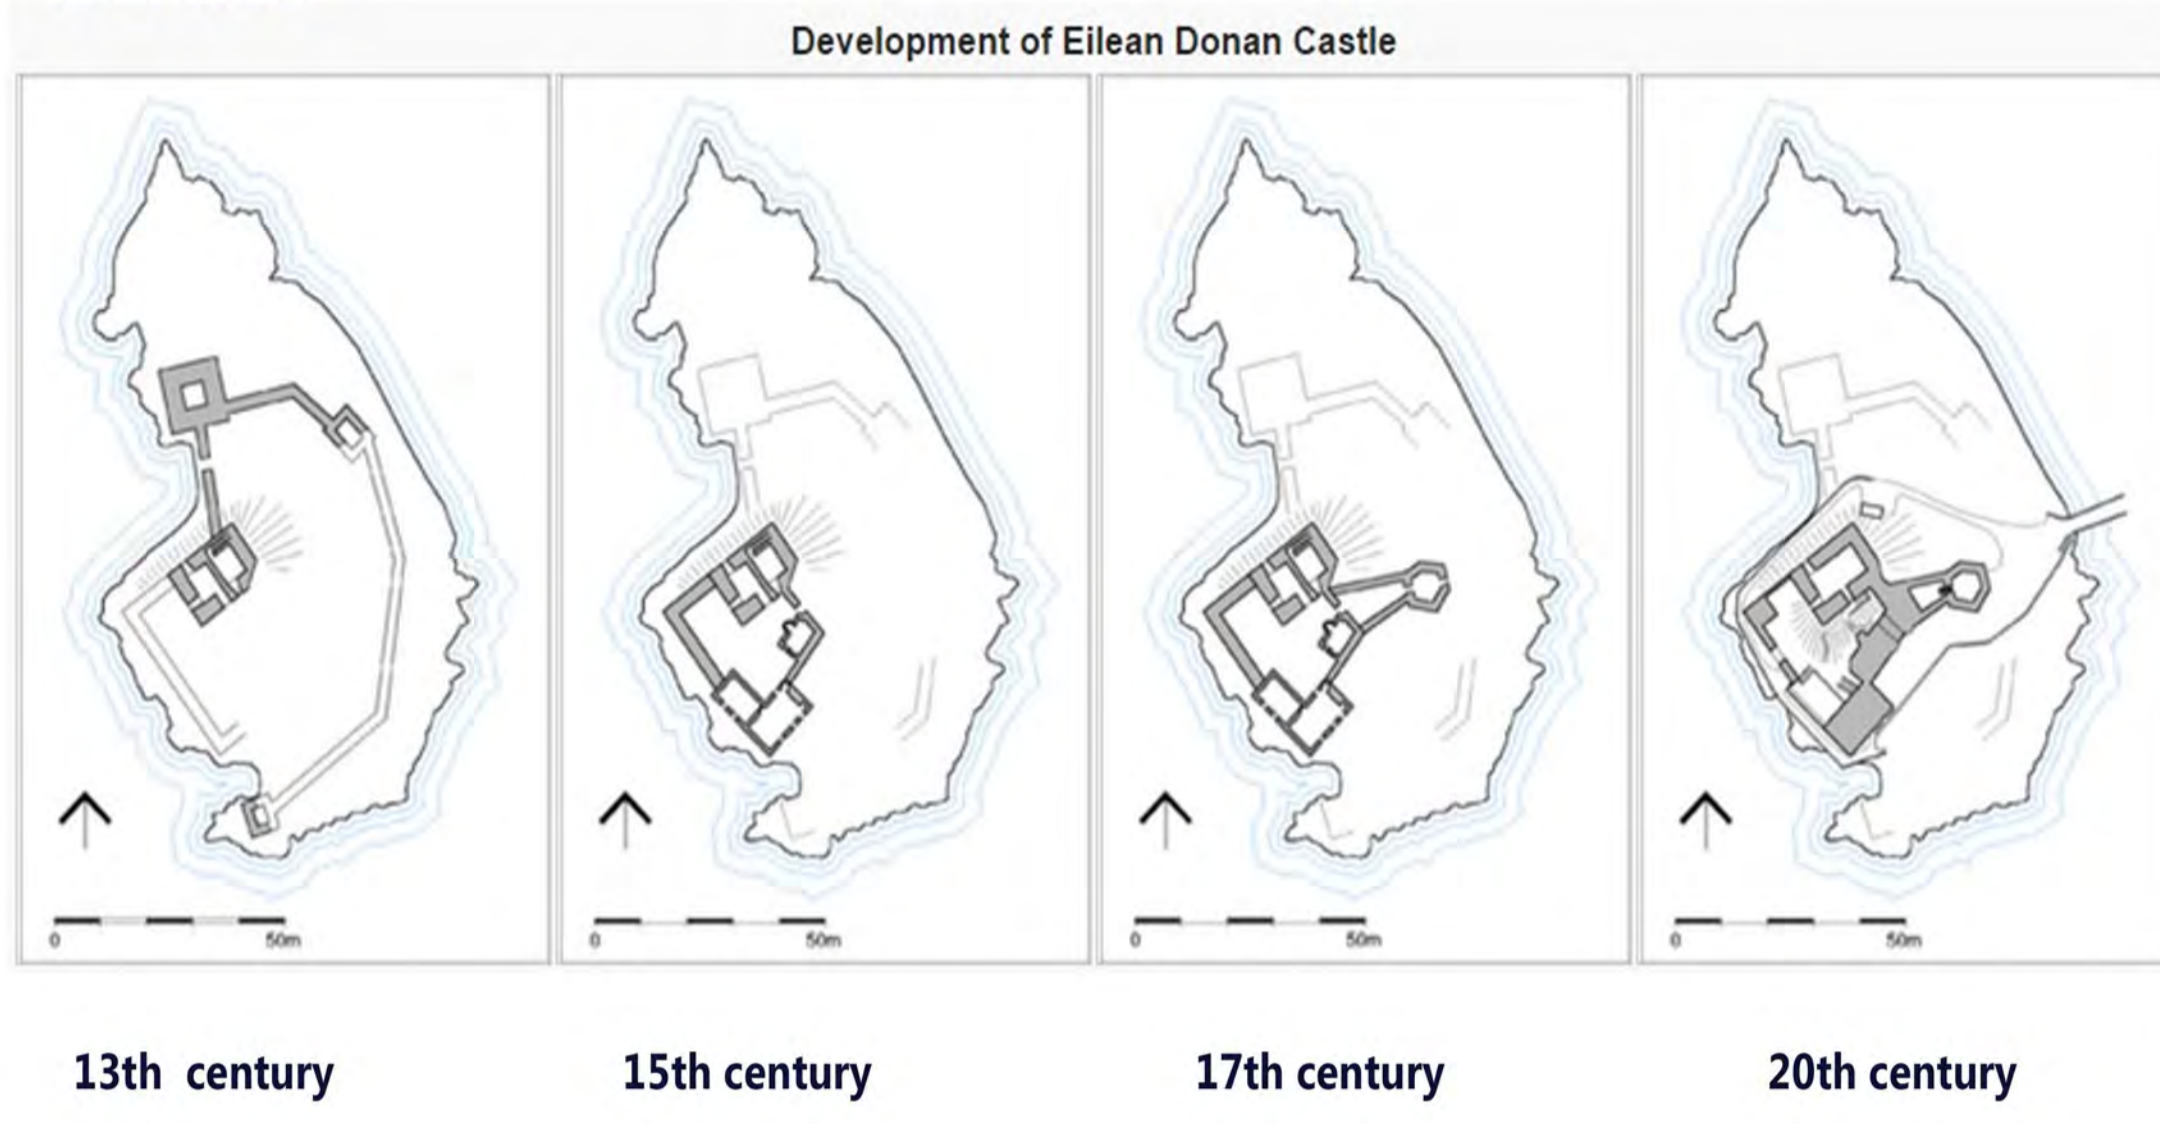 Development of Eilean Donan Castle
0 50m
0 50m
0 50m
0 50m
13th century
15th century
17th century
20th century